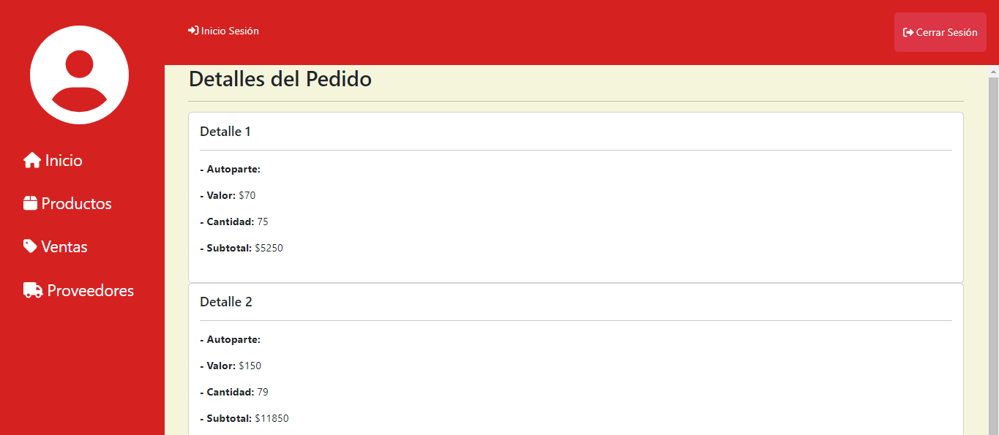 Inicio Sesión
Cerrar Sesión
Inicio
Productos
Ventas
Proveedores
Detalles del Pedido
Detalle 1
- Autoparte:
- Valor: $70
- Cantidad: 75
- Subtotal: $5250
Detalle 2
- Autoparte:
- Valor: $150
- Cantidad: 79
- Subtotal: $11850